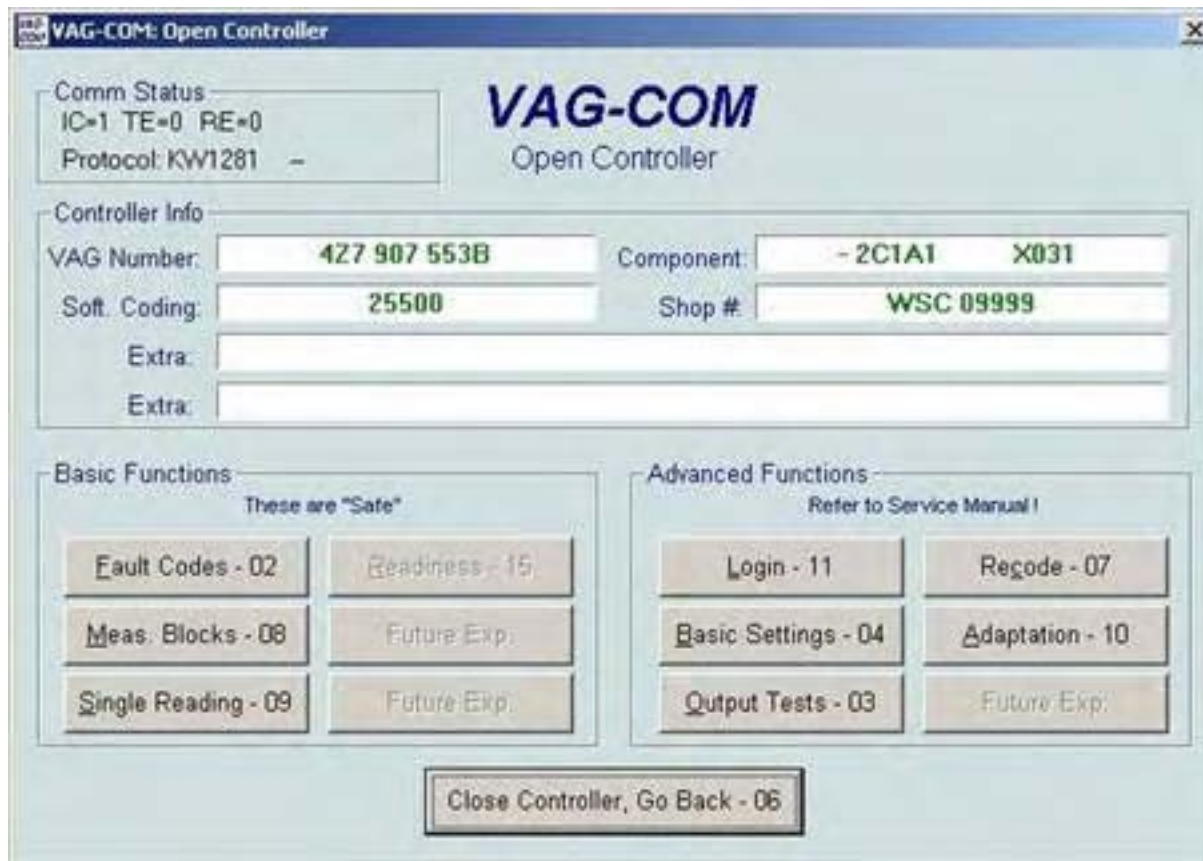 VAG-COM: Open Controller
Comm Status
IC=1 TE=0 RE=0
Protocol: KW1281 -
VAG-COM
Open Controller
Controller Info
VAG Number: 4Z7 907 553B Component: - 2C1A1 X031
Soft. Coding: 25500 Shop #: WSC 09999
Extra:
Extra:
Basic Functions
These are "Safe"
Fault Codes - 02 Readiness - 15
Meas. Blocks - 08 Future Exp.
Single Reading - 09 Future Exp.
Advanced Functions
Refer to Service Manual !
Login - 11 Recode - 07
Basic Settings - 04 Adaptation - 10
Output Tests - 03 Future Exp.
Close Controller, Go Back - 06